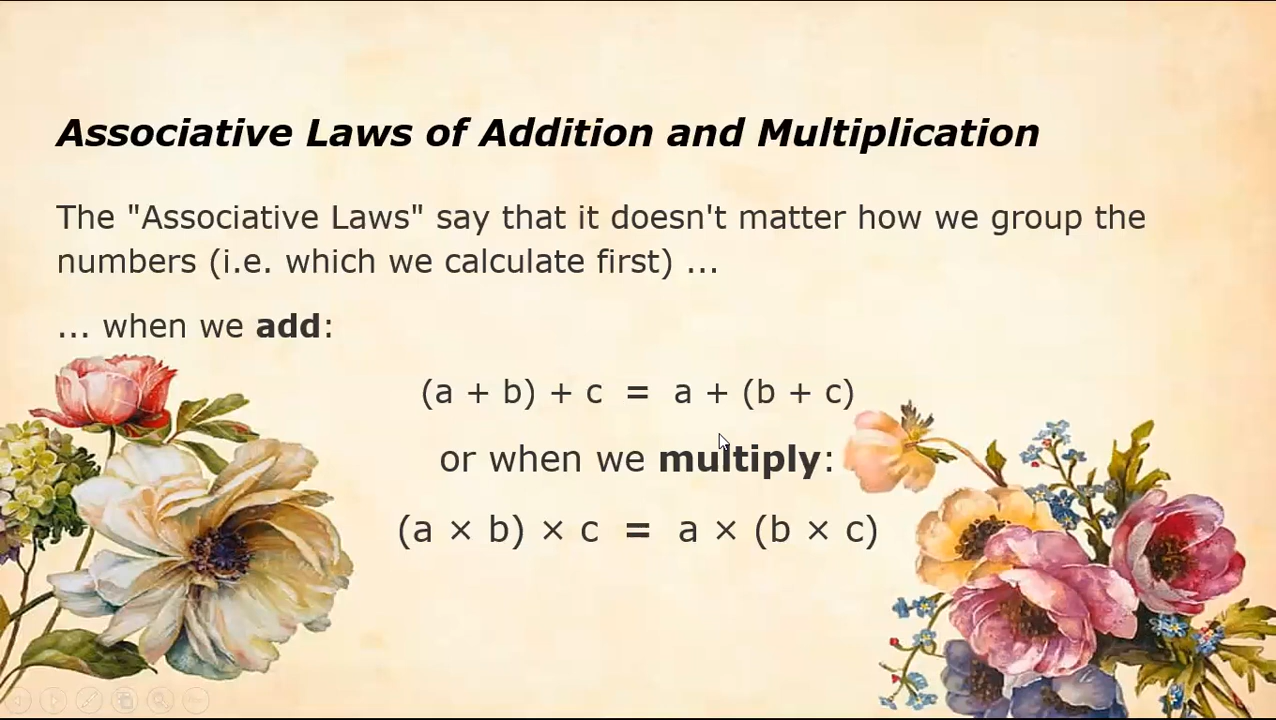 Associative Laws of Addition and Multiplication
The "Associative Laws" say that it doesn't matter how we group the
numbers (i.e. which we calculate first) ...
... when we add:
(a + b) + c = a + (b + c)
or when we multiply:
(a × b) × c = a × (b × c)